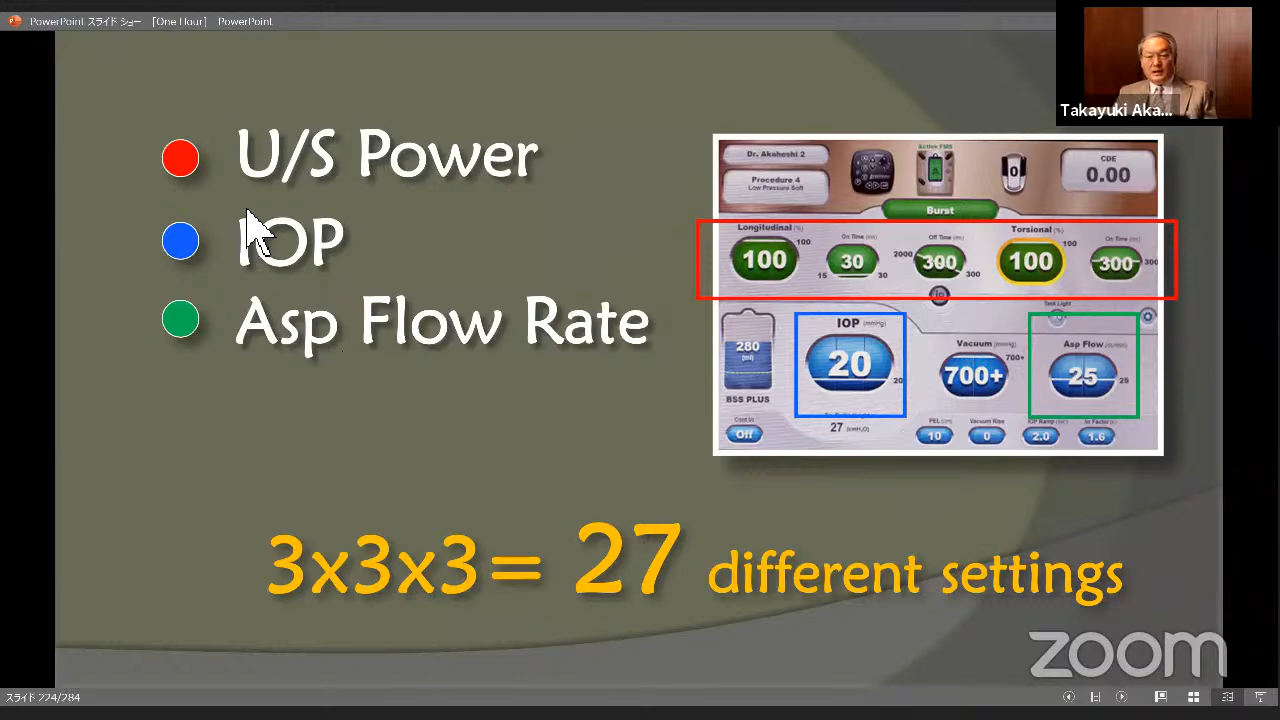 PowerPoint スライド ショー - [One Hour] - PowerPoint
Takayuki Aka...
U/S Power
IOP
Asp Flow Rate
Dr. Akahoshi 2
Procedure 4
Low Pressure Soft
Active FMS
0
CDE
0.00
Burst
Longitudinal (%)
100
100
On Time (ms)
30
15
30
Off Time (ms)
2000
300
300
Torsional (%)
100
100
On Time (ms)
300
300
280
(ml)
BSS PLUS
IOP (mmHg)
20
20
27 (cmH₂O)
Vacuum (mmHg)
700+
700+
Tank Light
Asp Flow (cc/min)
25
25
Off
PEL (cm)
10
Vacuum Rise
0
IOP Ramp (sec)
2.0
1.6
3x3x3= 27 different settings
zoom
スライド 224/284